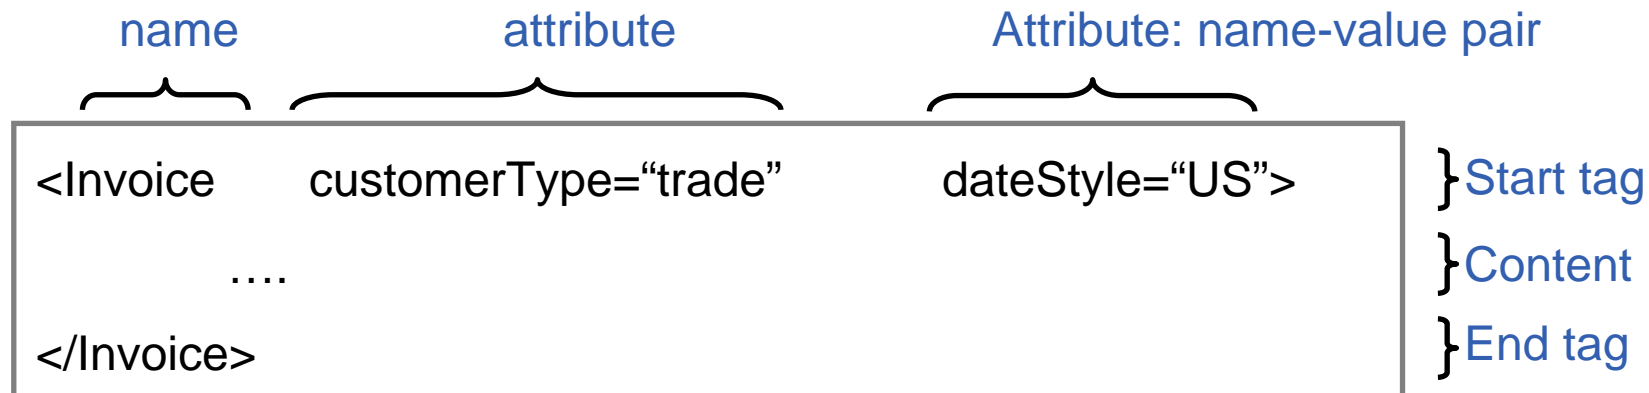 name attribute Attribute: name-value pair
<Invoice customerType=“trade” dateStyle=“US”> Start tag
…. Content
</Invoice> End tag